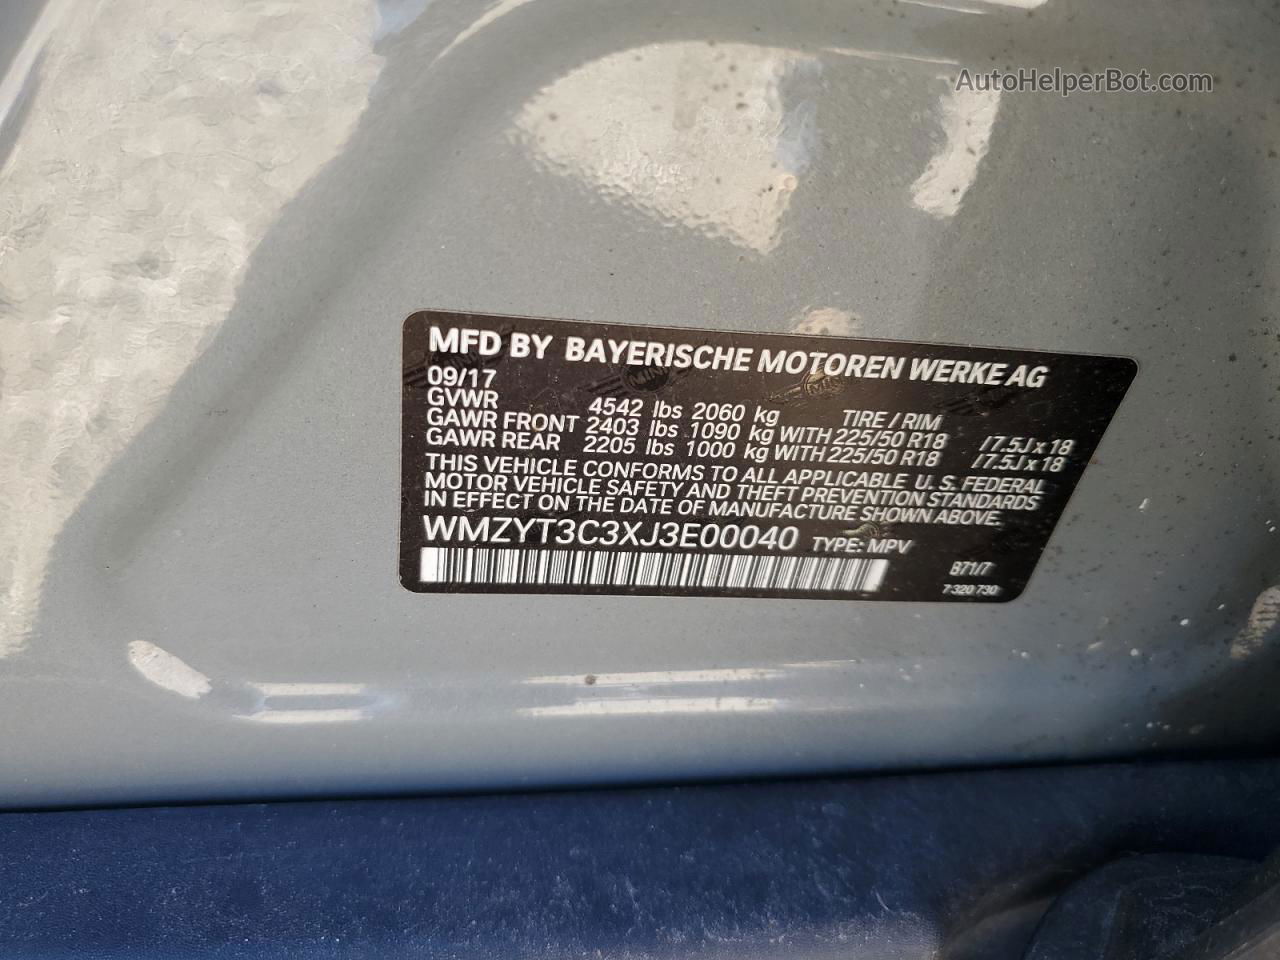 AutoHelperBot.com
MFD BY BAYERISCHE MOTOREN WERKE AG
09/17
GVWR 4542 lbs 2060 kg TIRE / RIM
GAWR FRONT 2403 lbs 1090 kg WITH 225/50 R18 / 7.5J x 18
GAWR REAR 2205 lbs 1000 kg WITH 225/50 R18 / 7.5J x 18
THIS VEHICLE CONFORMS TO ALL APPLICABLE U. S. FEDERAL
MOTOR VEHICLE SAFETY AND THEFT PREVENTION STANDARDS
IN EFFECT ON THE DATE OF MANUFACTURE SHOWN ABOVE.
WMZYT3C3XJ3E00040 TYPE: MPV
B71/7
7 320 730